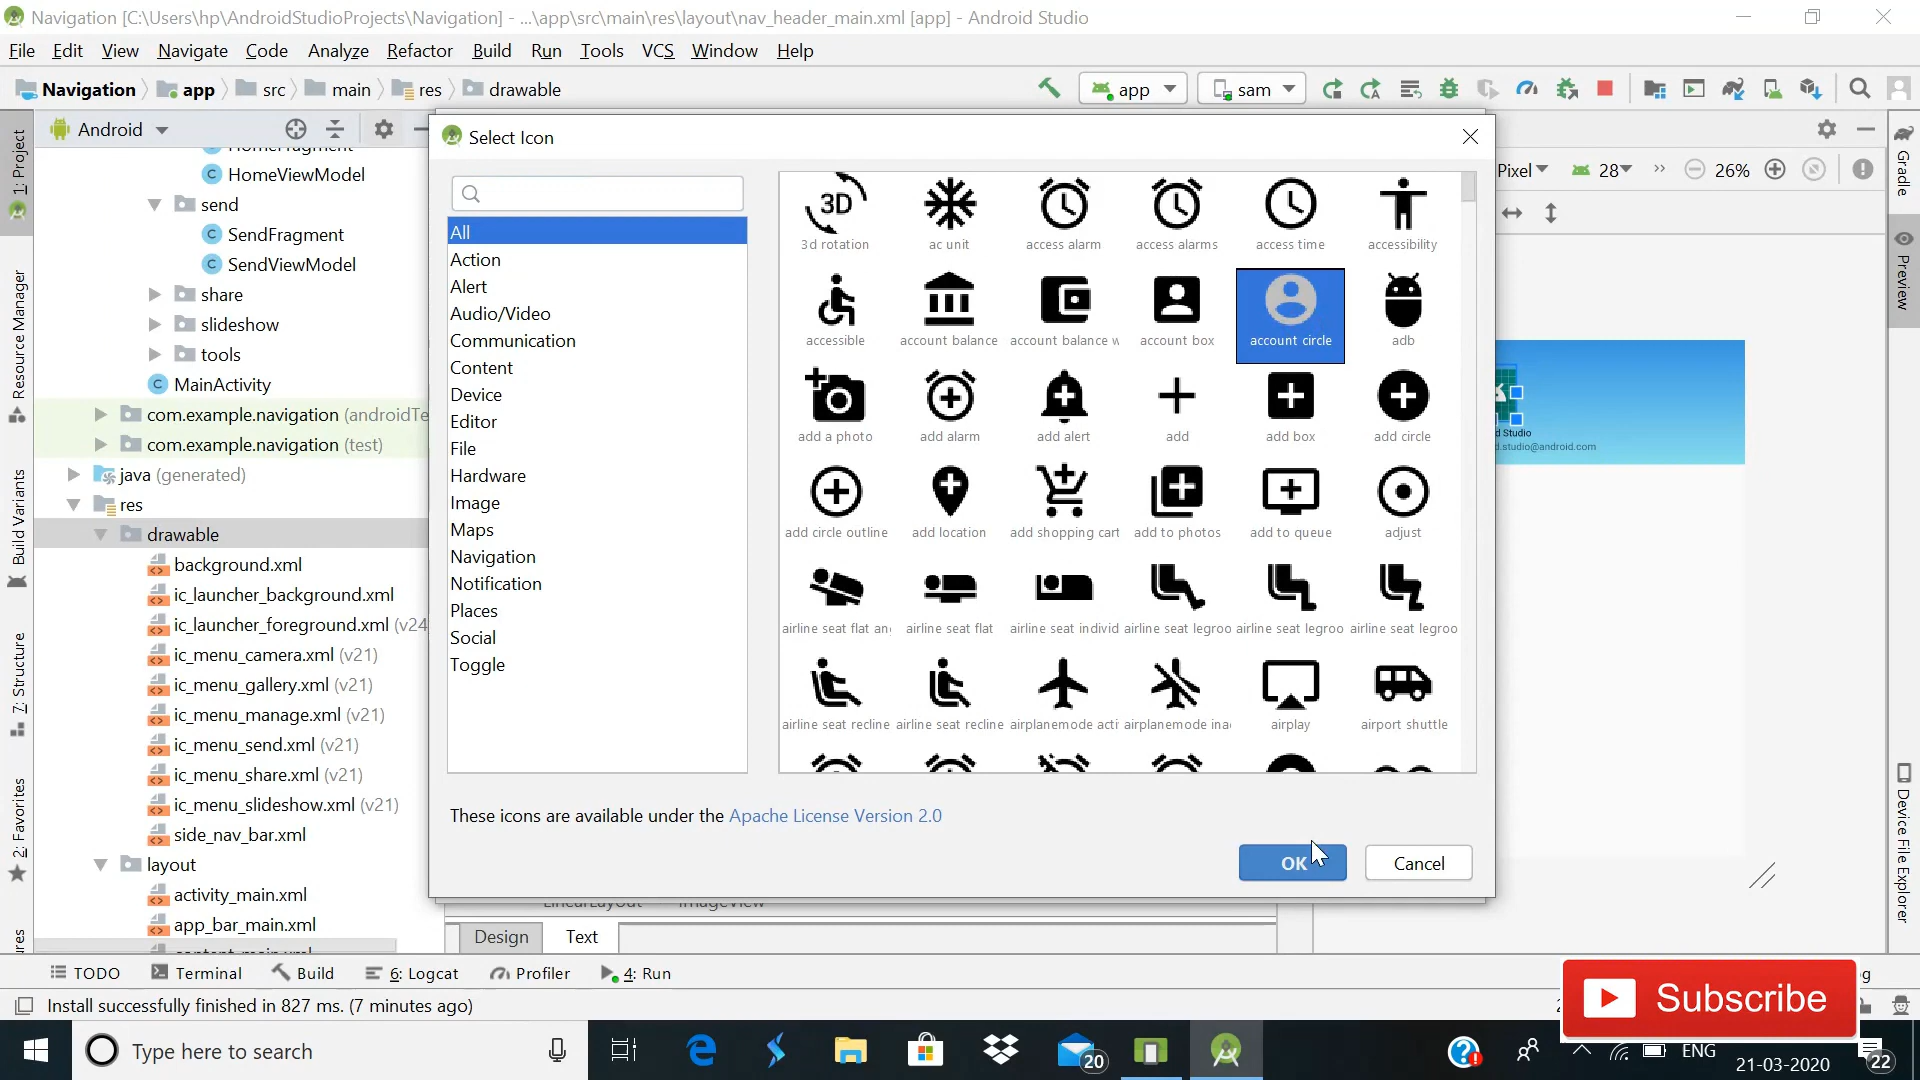 Navigation [C:\Users\hp\AndroidStudioProjects\Navigation] - ...\app\src\main\res\layout\nav_header_main.xml [app] - Android Studio
File Edit View Navigate Code Analyze Refactor Build Run Tools VCS Window Help
Navigation app src main res drawable
app
sam
1: Project
Resource Manager
Build Variants
7: Structure
2: Favorites
Android
HomeViewModel
send
SendFragment
SendViewModel
share
slideshow
tools
MainActivity
com.example.navigation (androidTe
com.example.navigation (test)
java (generated)
res
drawable
background.xml
ic_launcher_background.xml
ic_launcher_foreground.xml (v24
ic_menu_camera.xml (v21)
ic_menu_gallery.xml (v21)
ic_menu_manage.xml (v21)
ic_menu_send.xml (v21)
ic_menu_share.xml (v21)
ic_menu_slideshow.xml (v21)
side_nav_bar.xml
layout
activity_main.xml
app_bar_main.xml
Select Icon
All
Action
Alert
Audio/Video
Communication
Content
Device
Editor
File
Hardware
Image
Maps
Navigation
Notification
Places
Social
Toggle
3D
3d rotation ac unit access alarm access alarms access time accessibility
accessible account balance account balance w account box account circle adb
add a photo add alarm add alert add add box add circle
add circle outline add location add shopping cart add to photos add to queue adjust
airline seat flat an airline seat flat airline seat individ airline seat legroo airline seat legroo airline seat legroo
airline seat recline airline seat recline airplanemode acti airplanemode ina airplay airport shuttle
These icons are available under the Apache License Version 2.0
OK
Cancel
Pixel
28
26%
d Studio
d.studio@android.com
Gradle
Preview
Device File Explorer
Design
Text
TODO Terminal Build 6: Logcat Profiler 4: Run
Install successfully finished in 827 ms. (7 minutes ago)
Subscribe
Type here to search
20
ENG
21-03-2020
22